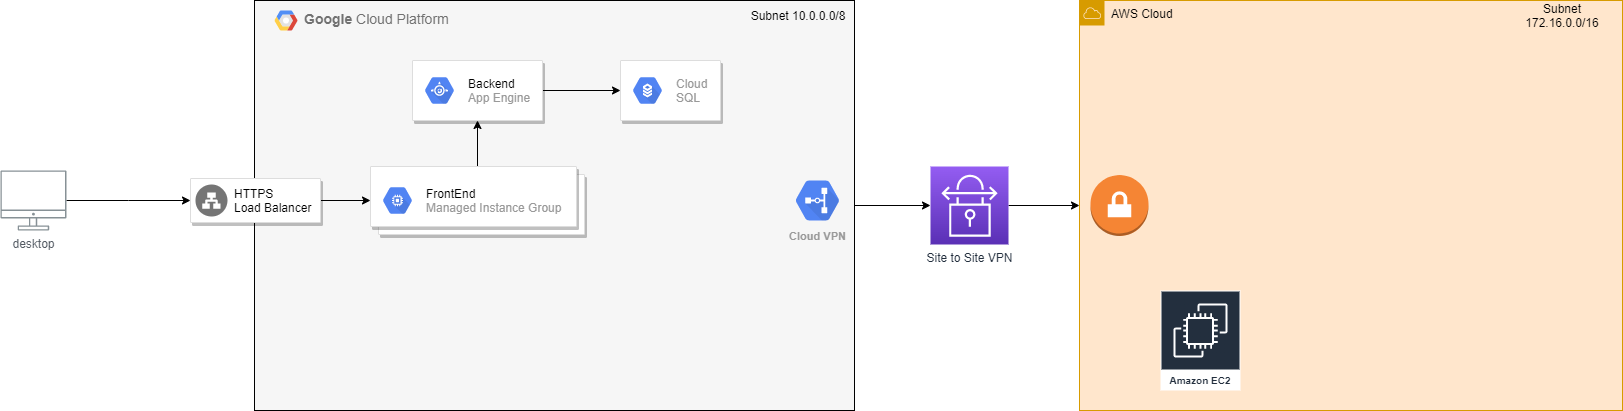 Google Cloud Platform
Subnet 10.0.0.0/8
AWS Cloud
Subnet
172.16.0.0/16
Backend
App Engine
Cloud
SQL
desktop
HTTPS
Load Balancer
FrontEnd
Managed Instance Group
Cloud VPN
Site to Site VPN
Amazon EC2